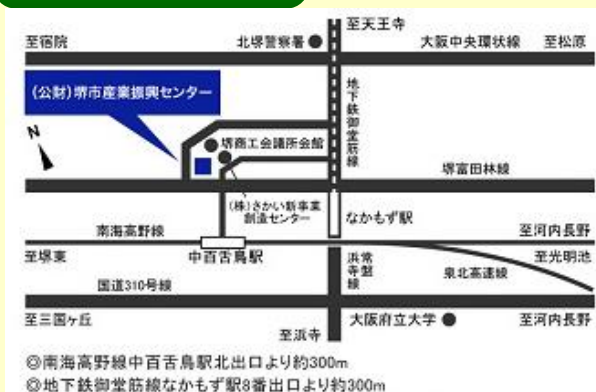 至天王寺
至宿院
北堺警察署
大阪中央環状線
至松原
(公財)堺市産業振興センター
地下鉄御堂筋線
N
堺商工会議所会館
堺富田林線
(株)さかい新事業
創造センター
なかもず駅
南海高野線
至河内長野
至堺東
中百舌鳥駅
常磐浜寺線
至光明池
泉北高速線
国道310号線
至三国ヶ丘
大阪府立大学
至河内長野
至浜寺
◎南海高野線中百舌鳥駅北出口より約300m
◎地下鉄御堂筋線なかもず駅8番出口より約300m